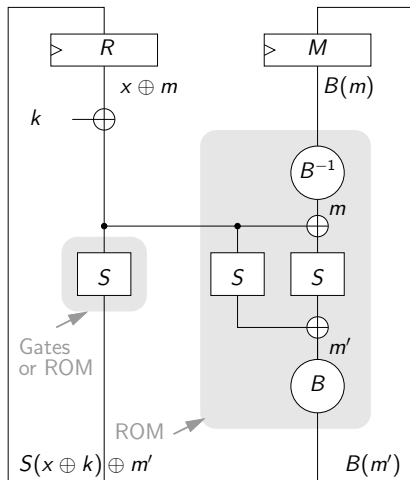 R
M
x ⊕ m
B(m)
k
B⁻¹
m
S
S
S
Gates
or ROM
m′
B
ROM
S(x ⊕ k) ⊕ m′
B(m′)